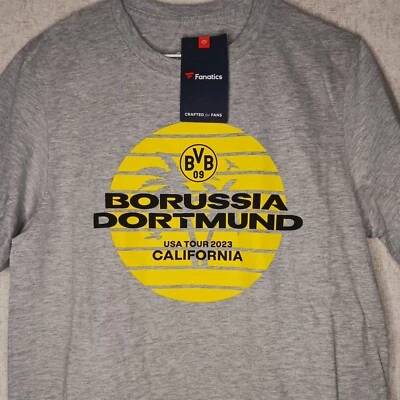 Fanatics
CRAFTED for FANS
BVB
09
BORUSSIA
DORTMUND
USA TOUR 2023
CALIFORNIA